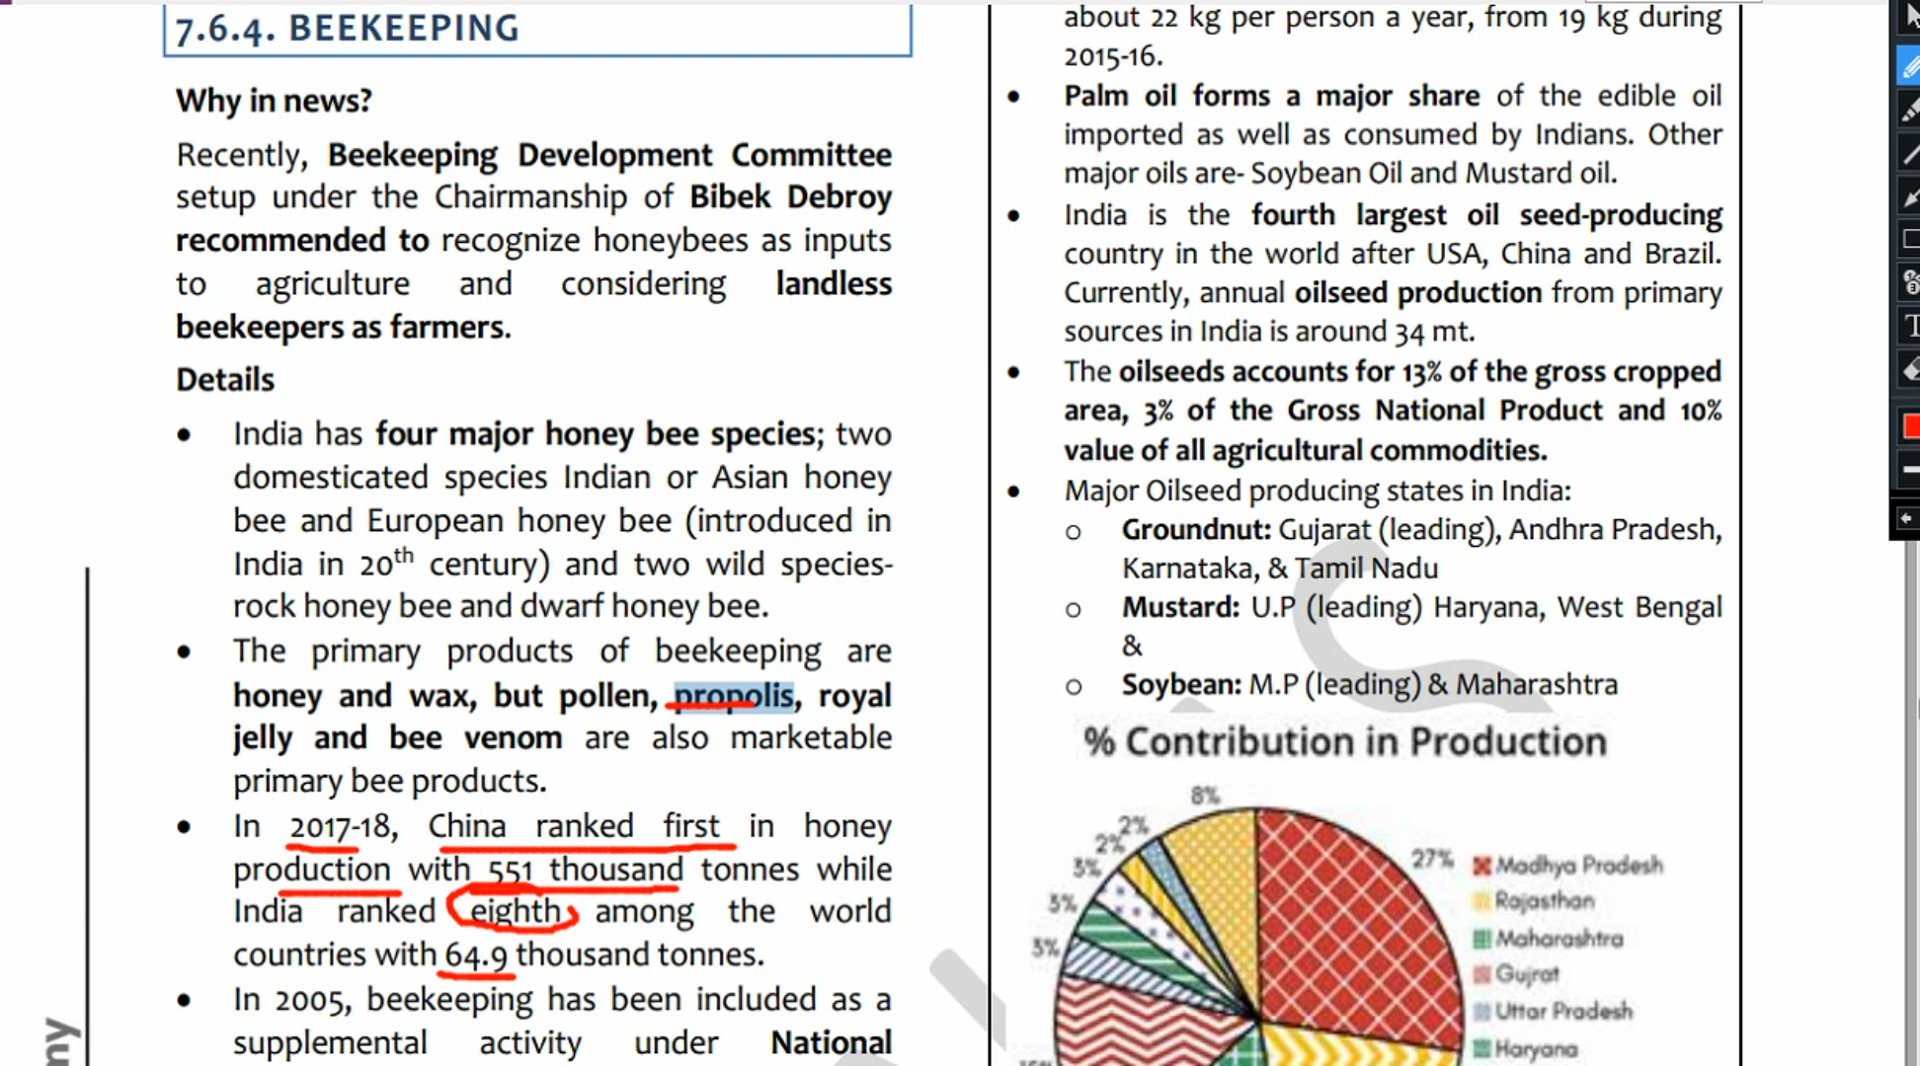 7.6.4. BEEKEEPING
Why in news?
Recently, Beekeeping Development Committee
setup under the Chairmanship of Bibek Debroy
recommended to recognize honeybees as inputs
to agriculture and considering landless
beekeepers as farmers.
Details
• India has four major honey bee species; two
domesticated species Indian or Asian honey
bee and European honey bee (introduced in
India in 20th century) and two wild species-
rock honey bee and dwarf honey bee.
• The primary products of beekeeping are
honey and wax, but pollen, propolis, royal
jelly and bee venom are also marketable
primary bee products.
• In 2017-18, China ranked first in honey
production with 551 thousand tonnes while
India ranked eighth among the world
countries with 64.9 thousand tonnes.
• In 2005, beekeeping has been included as a
supplemental activity under National
about 22 kg per person a year, from 19 kg during
2015-16.
• Palm oil forms a major share of the edible oil
imported as well as consumed by Indians. Other
major oils are- Soybean Oil and Mustard oil.
• India is the fourth largest oil seed-producing
country in the world after USA, China and Brazil.
Currently, annual oilseed production from primary
sources in India is around 34 mt.
• The oilseeds accounts for 13% of the gross cropped
area, 3% of the Gross National Product and 10%
value of all agricultural commodities.
• Major Oilseed producing states in India:
o Groundnut: Gujarat (leading), Andhra Pradesh,
Karnataka, & Tamil Nadu
o Mustard: U.P (leading) Haryana, West Bengal
&
o Soybean: M.P (leading) & Maharashtra
% Contribution in Production
8%
2%
2%
3%
3%
3%
27%
Madhya Pradesh
Rajasthan
Maharashtra
Gujrat
Uttar Pradesh
Haryana
ny